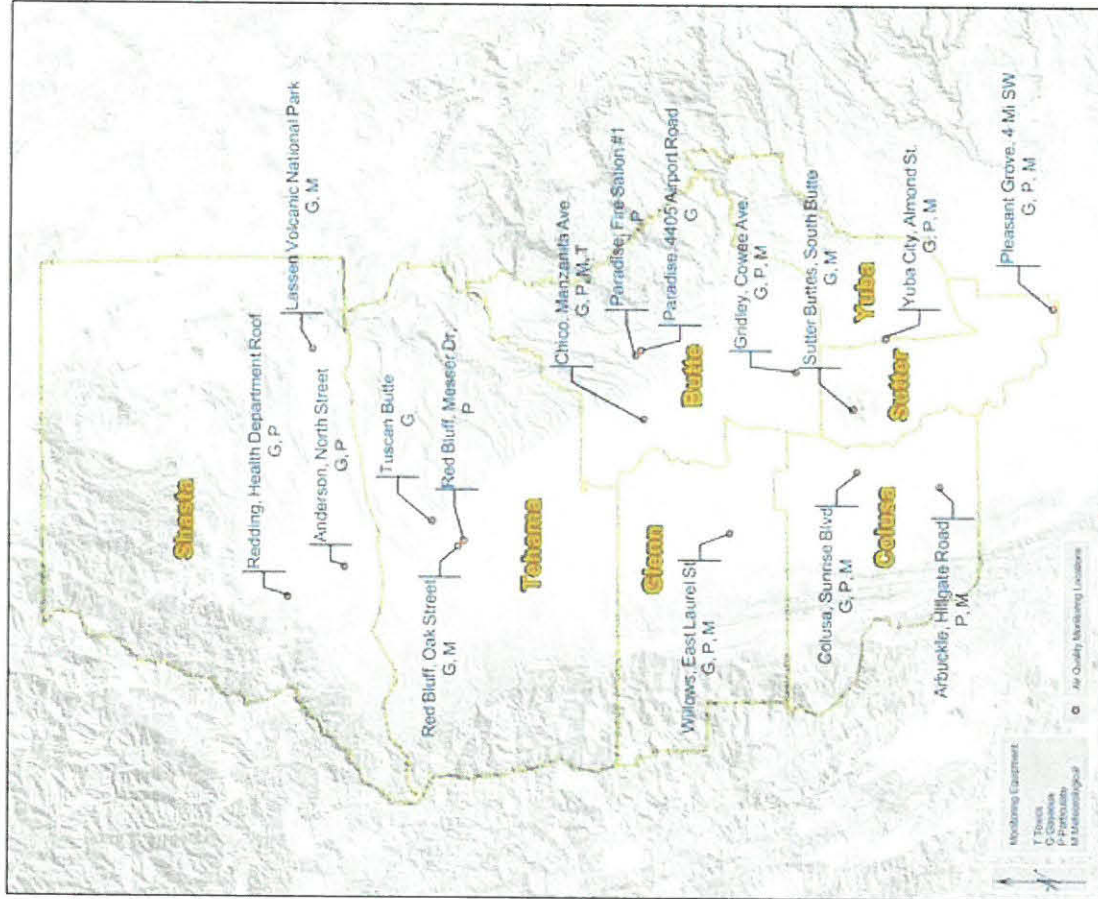 Shasta
Redding, Health Department Roof
G, P
Lassen Volcanic National Park
G, M
Anderson, North Street
G, P
Tuscan Butte
G
Red Bluff, Oak Street
G, M
Red Bluff, Messer Dr,
P
Tehama
Chico, Manzanita Ave.
G, P, M, T
Paradise, Fire Sation #1
P
Paradise, 4405 Airport Road
G
Butte
Glenn
Willows, East Laurel St
G, P, M
Gridley, Cowee Ave.
G, P, M
Sutter Buttes, South Butte
G, M
Yuba
Colusa, Sunrise Blvd
G, P, M
Sutter
Yuba City, Almond St.
G, P, M
Colusa
Arbuckle, Hillgate Road
P, M
Pleasant Grove, 4 Mi SW
G, P, M
Monitoring Equipment
T Toxics
G Gaseous
P Particulate
M Meteorological
Air Quality Monitoring Locations